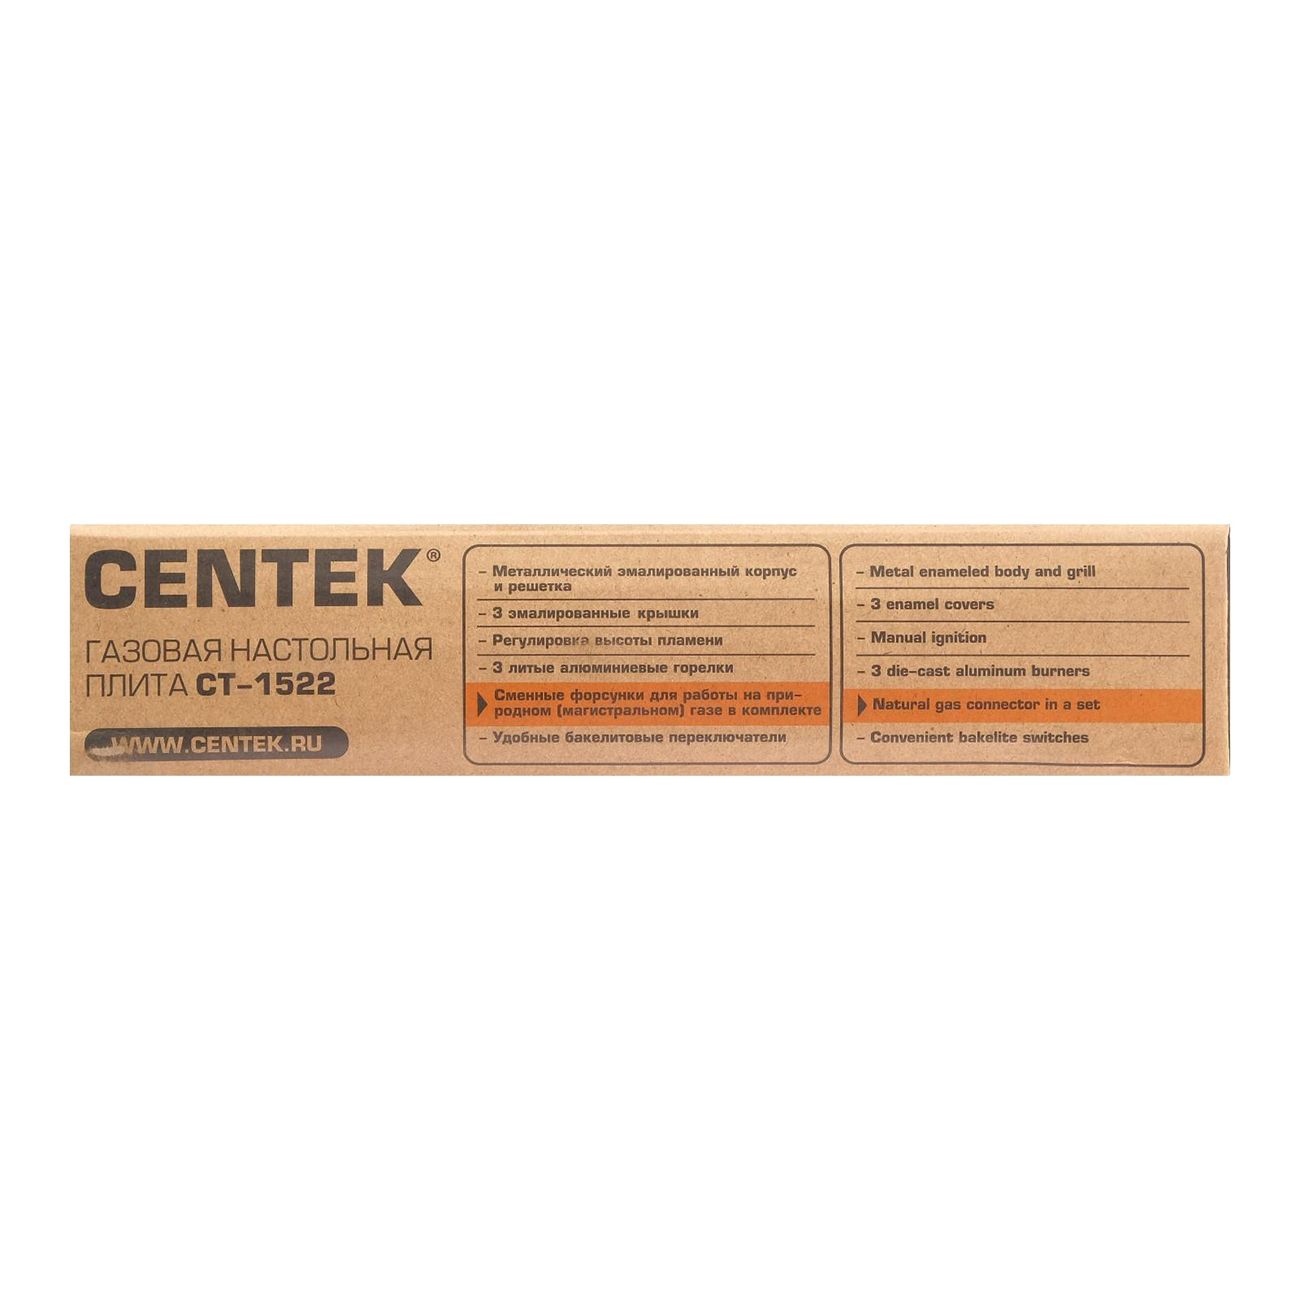 CENTEK®
ГАЗОВАЯ НАСТОЛЬНАЯ
ПЛИТА CT-1522
WWW.CENTEK.RU
- Металлический эмалированный корпус
и решетка
- 3 эмалированные крышки
- Регулировка высоты пламени
- 3 литые алюминиевые горелки
Сменные форсунки для работы на при-
родном (магистральном) газе в комплекте
- Удобные бакелитовые переключатели
- Metal enameled body and grill
- 3 enamel covers
- Manual ignition
- 3 die-cast aluminum burners
Natural gas connector in a set
- Convenient bakelite switches